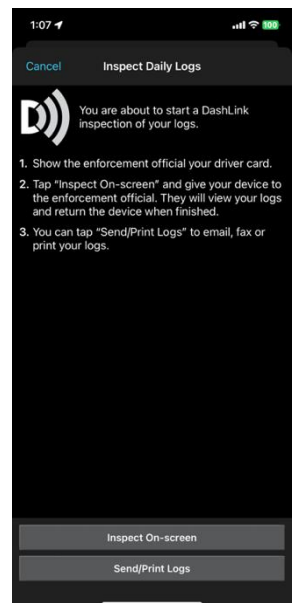 1:07
100
Cancel
Inspect Daily Logs
D
You are about to start a DashLink
inspection of your logs.
1. Show the enforcement official your driver card.
2. Tap "Inspect On-screen" and give your device to
the enforcement official. They will view your logs
and return the device when finished.
3. You can tap "Send/Print Logs" to email, fax or
print your logs.
Inspect On-screen
Send/Print Logs